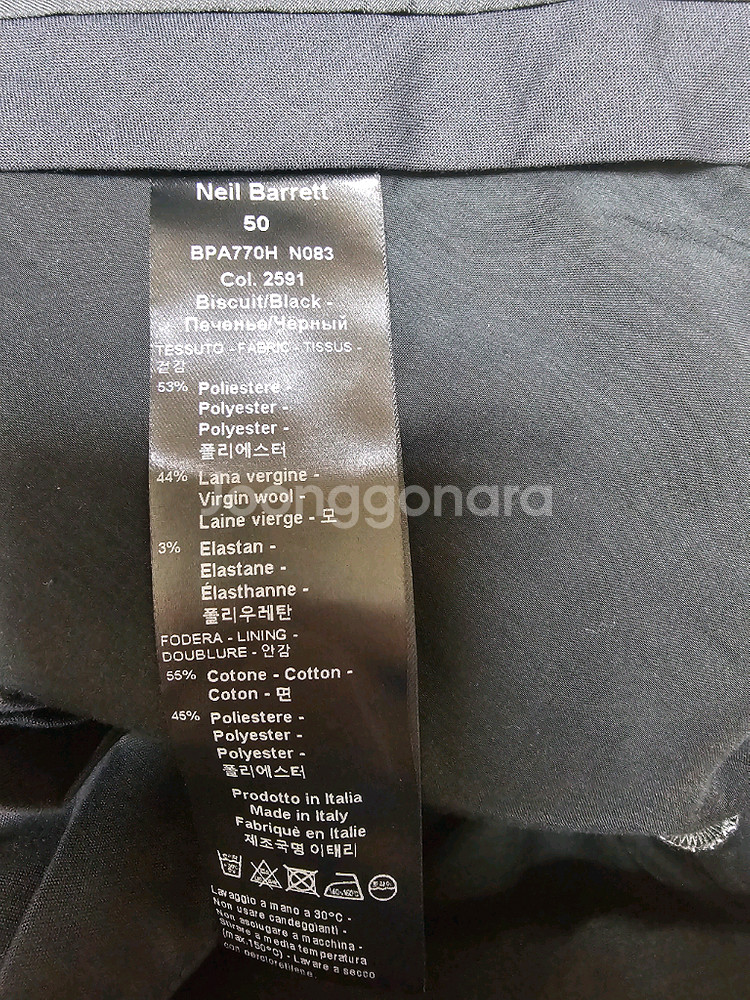 Neil Barrett
50
BPA770H N083
Col. 2591
Biscuit/Black -
Печенье/Чёрный
TESSUTO - FABRIC - TISSUS -
겉감
53% Poliestere -
Polyester -
Polyester -
폴리에스터
44% Lana vergine -
Virgin wool -
Laine vierge - 모
Joonggonara
3% Elastan -
Elastane -
Élasthanne -
폴리우레탄
FODERA - LINING -
DOUBLURE - 안감
55% Cotone - Cotton -
Coton - 면
45% Poliestere -
Polyester -
Polyester -
폴리에스터
Prodotto in Italia
Made in Italy
Fabriquè en Italie
제조국명 이태리
Lavaggio a mano a 30°C -
Non usare candeggianti -
Non asciugare a macchina -
Stirare a media temperatura
(max.150°C) - Lavare a secco
con percloretilene.